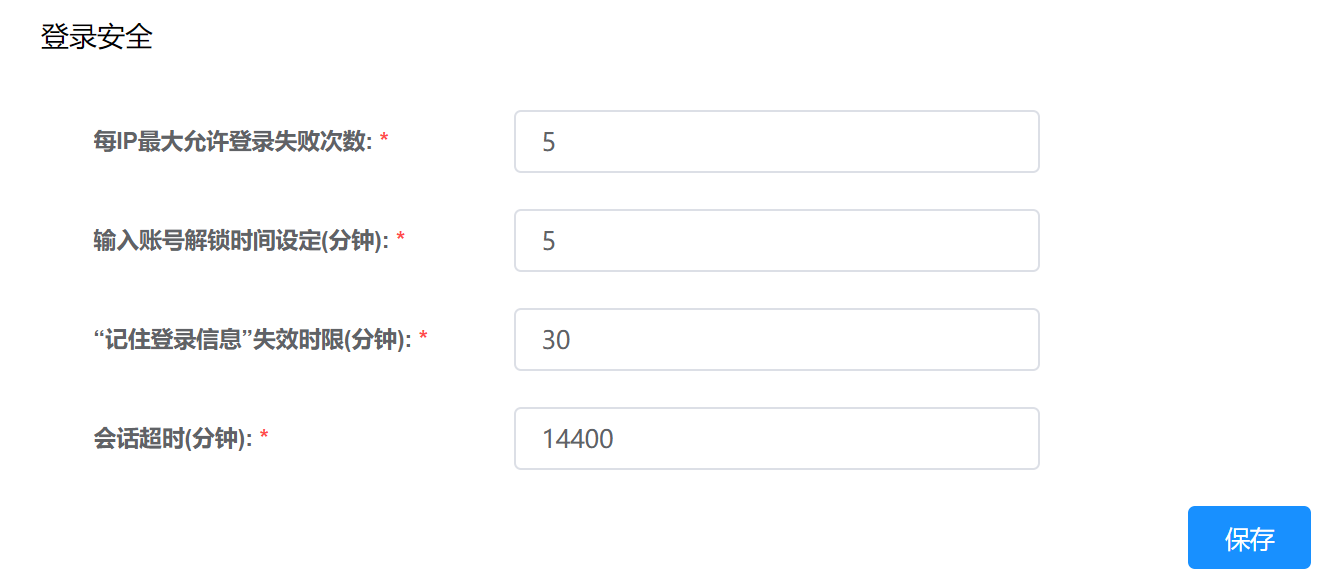 登录安全
每IP最大允许登录失败次数: *
5
输入账号解锁时间设定(分钟): *
5
“记住登录信息”失效时限(分钟): *
30
会话超时(分钟): *
14400
保存